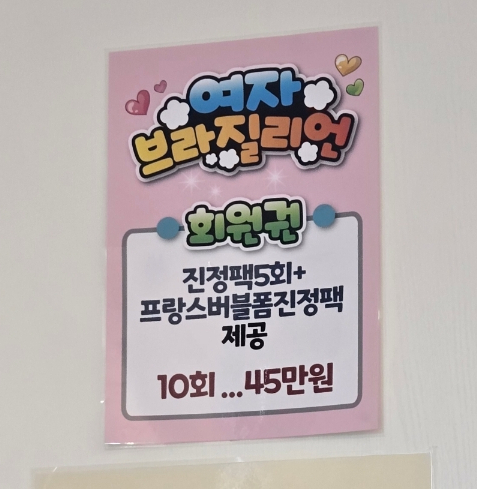 여자
브라질리언
회원권
진정팩5회+
프랑스버블폼진정팩
제공
10회 ...45만원